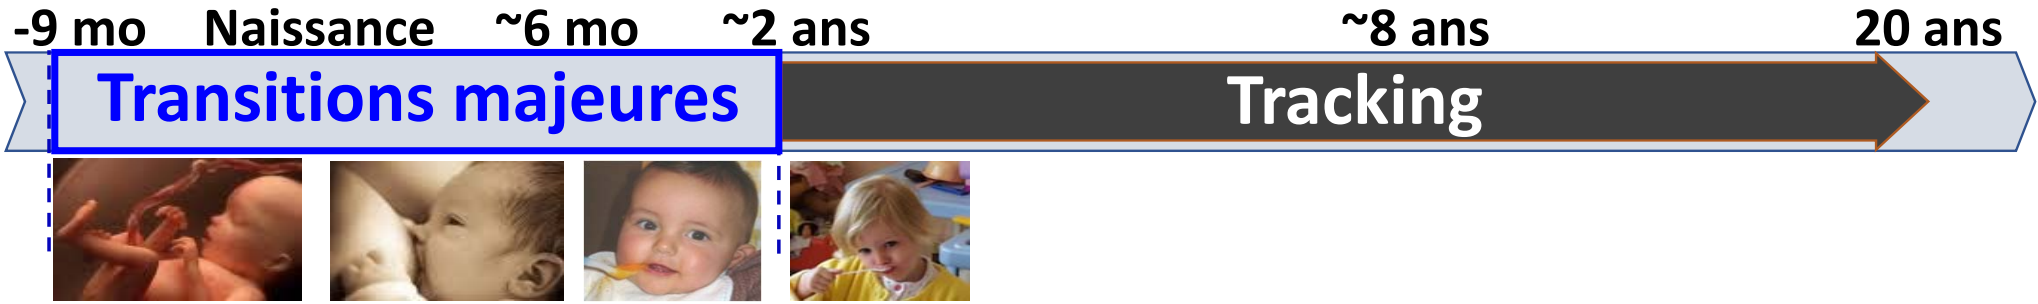 -9 mo Naissance ~6 mo ~2 ans ~8 ans 20 ans
Transitions majeures Tracking